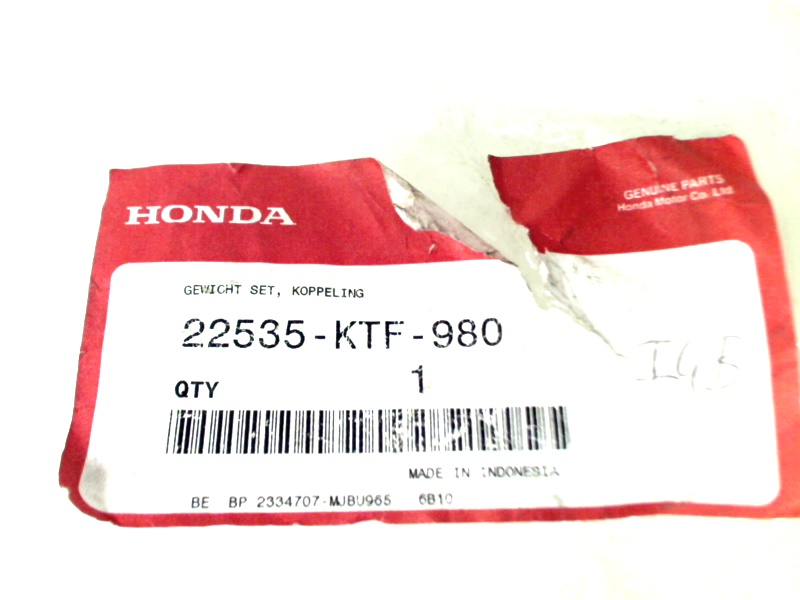 HONDA
GENUINE PARTS
Honda Motor Co. Ltd.
GEWICHT SET, KOPPELING
22535-KTF-980
QTY 1
MADE IN INDONESIA
BE BP 2334707-MJBU965 6B10